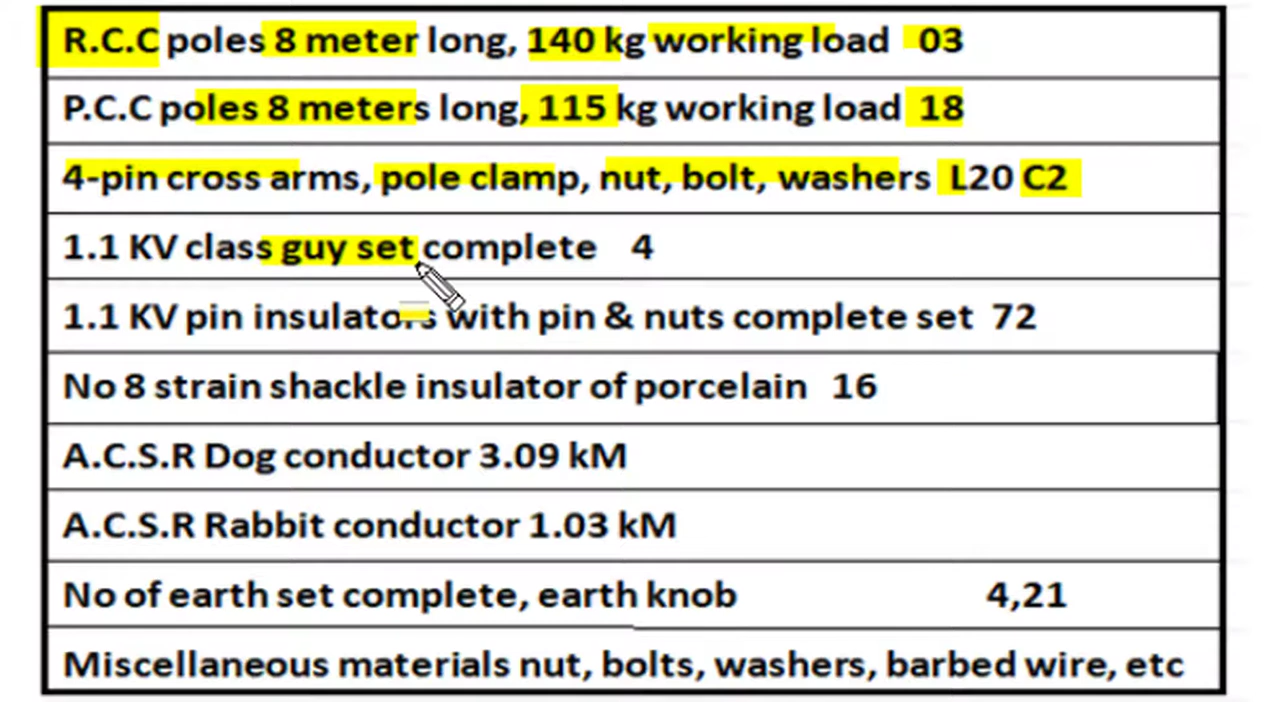 R.C.C poles 8 meter long, 140 kg working load 03
P.C.C poles 8 meters long, 115 kg working load 18
4-pin cross arms, pole clamp, nut, bolt, washers L20 C2
1.1 KV class guy set complete 4
1.1 KV pin insulators with pin & nuts complete set 72
No 8 strain shackle insulator of porcelain 16
A.C.S.R Dog conductor 3.09 kM
A.C.S.R Rabbit conductor 1.03 kM
No of earth set complete, earth knob 4,21
Miscellaneous materials nut, bolts, washers, barbed wire, etc